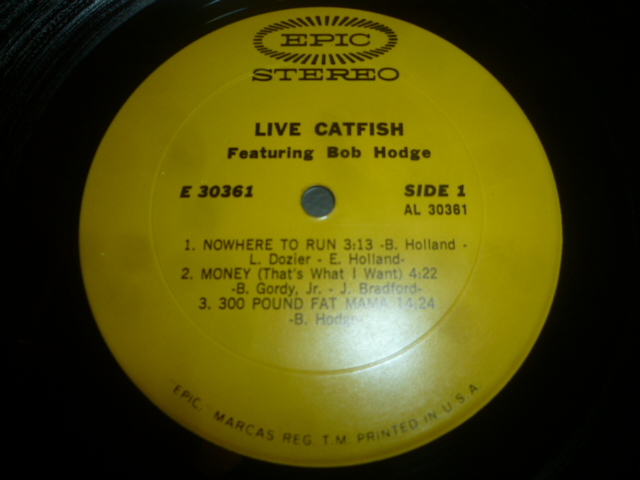 EPIC
STEREO
LIVE CATFISH
Featuring Bob Hodge
E 30361
SIDE 1
AL 30361
1. NOWHERE TO RUN 3:13 -B. Holland -
L. Dozier - E. Holland-
2. MONEY (That's What I Want) 4:22
-B. Gordy, Jr. - J. Bradford-
3. 300 POUND FAT MAMA 14:24
-B. Hodge-
"EPIC," MARCAS REG. T.M. PRINTED IN U.S.A.